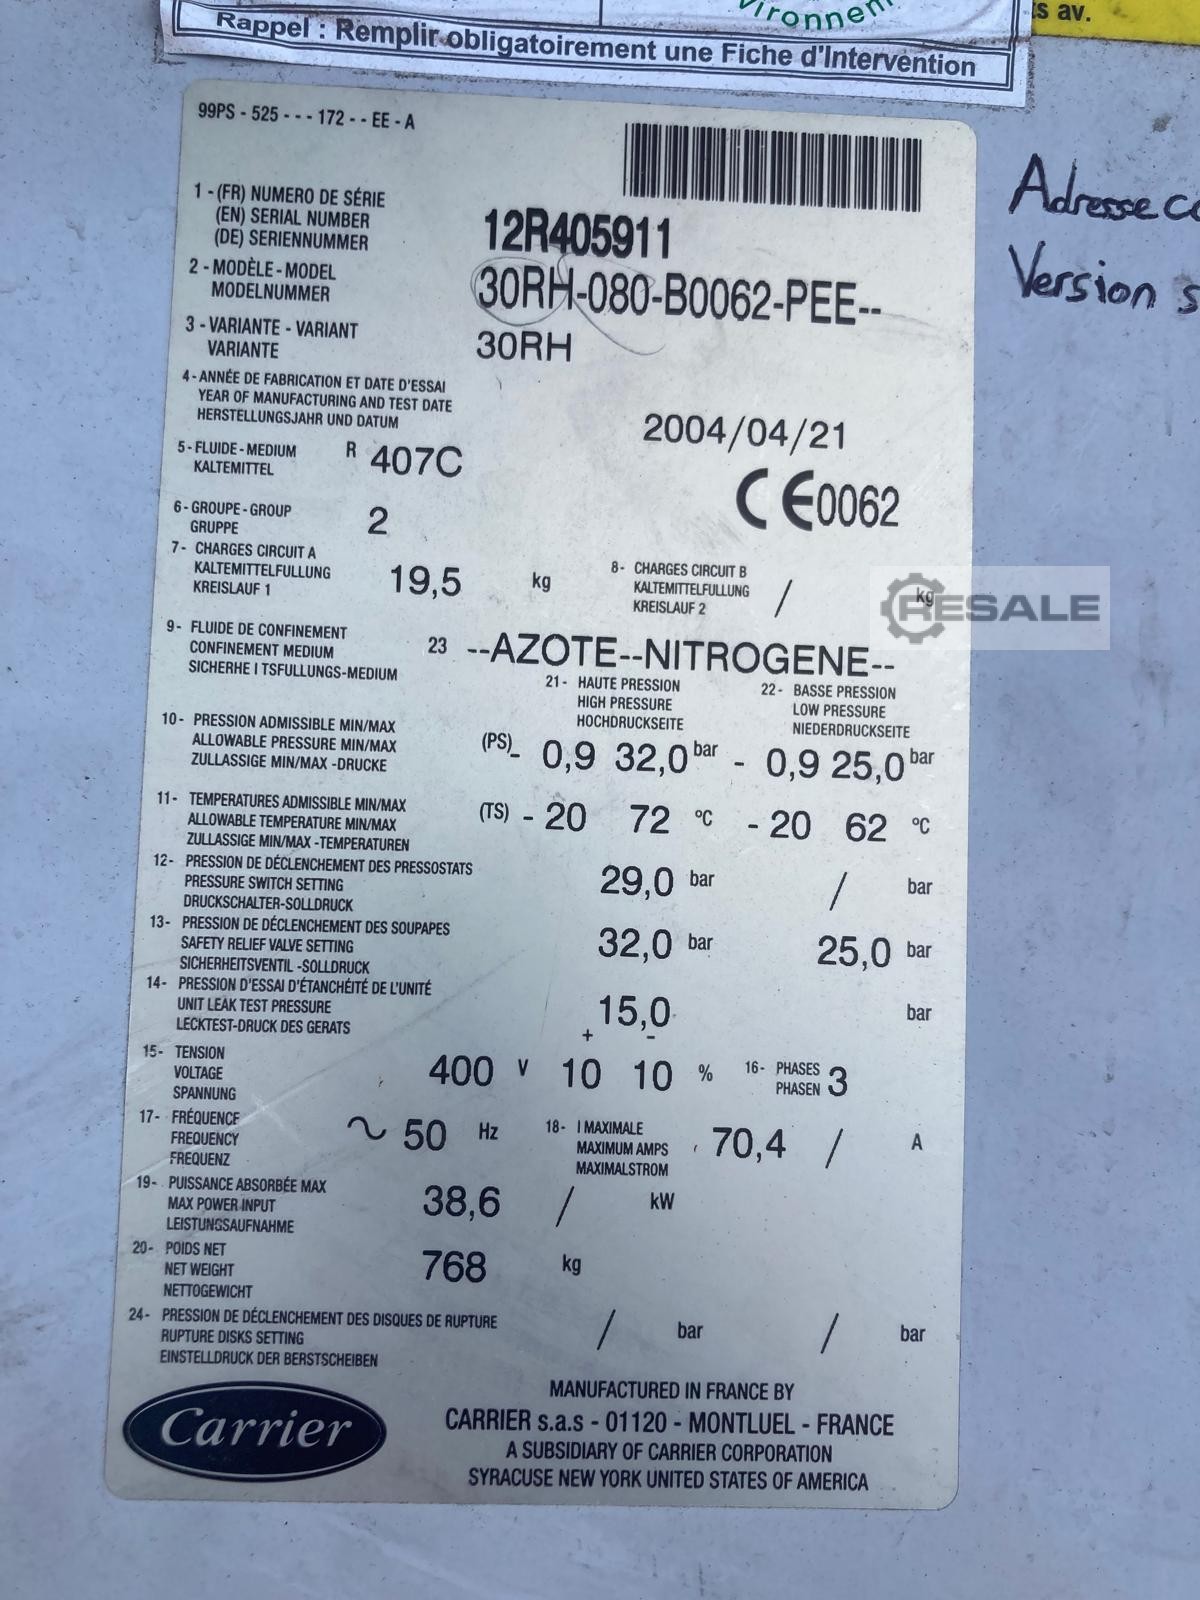 vironnem
ts av.
Rappel : Remplir obligatoirement une Fiche d'Intervention
99PS - 525 - - - 172 - - EE - A
1 - (FR) NUMERO DE SÉRIE
(EN) SERIAL NUMBER
(DE) SERIENNUMMER
12R405911
2 - MODÈLE - MODEL
MODELNUMMER
30RH-080-B0062-PEE--
3 - VARIANTE - VARIANT
VARIANTE
30RH
4 - ANNÉE DE FABRICATION ET DATE D'ESSAI
YEAR OF MANUFACTURING AND TEST DATE
HERSTELLUNGSJAHR UND DATUM
2004/04/21
5 - FLUIDE - MEDIUM
KALTEMITTEL
R 407C
CE0062
6 - GROUPE - GROUP
GRUPPE
2
7 - CHARGES CIRCUIT A
KALTEMITTELFULLUNG
KREISLAUF 1
19,5 kg
8- CHARGES CIRCUIT B
KALTEMITTELFULLUNG
KREISLAUF 2
/ kg
RESALE
9- FLUIDE DE CONFINEMENT
CONFINEMENT MEDIUM
SICHERHE I TSFULLUNGS-MEDIUM
23 --AZOTE--NITROGENE--
21- HAUTE PRESSION
HIGH PRESSURE
HOCHDRUCKSEITE
22- BASSE PRESSION
LOW PRESSURE
NIEDERDRUCKSEITE
10- PRESSION ADMISSIBLE MIN/MAX
ALLOWABLE PRESSURE MIN/MAX
ZULLASSIGE MIN/MAX -DRUCKE
(PS) - 0,9 32,0 bar - 0,9 25,0 bar
11- TEMPERATURES ADMISSIBLE MIN/MAX
ALLOWABLE TEMPERATURE MIN/MAX
ZULLASSIGE MIN/MAX -TEMPERATUREN
(TS) - 20 72 °C - 20 62 °C
12- PRESSION DE DÉCLENCHEMENT DES PRESSOSTATS
PRESSURE SWITCH SETTING
DRUCKSCHALTER-SOLLDRUCK
29,0 bar / bar
13- PRESSION DE DÉCLENCHEMENT DES SOUPAPES
SAFETY RELIEF VALVE SETTING
SICHERHEITSVENTIL -SOLLDRUCK
32,0 bar 25,0 bar
14- PRESSION D'ESSAI D'ÉTANCHÉITÉ DE L'UNITÉ
UNIT LEAK TEST PRESSURE
LECKTEST-DRUCK DES GERATS
15,0 bar
+ -
15- TENSION
VOLTAGE
SPANNUNG
400 V 10 10 %
16- PHASES
PHASEN
3
17- FRÉQUENCE
FREQUENCY
FREQUENZ
~ 50 Hz
18- I MAXIMALE
MAXIMUM AMPS
MAXIMALSTROM
70,4 / A
19- PUISSANCE ABSORBÉE MAX
MAX POWER INPUT
LEISTUNGSAUFNAHME
38,6 / kW
20- POIDS NET
NET WEIGHT
NETTOGEWICHT
768 kg
24- PRESSION DE DÉCLENCHEMENT DES DISQUES DE RUPTURE
RUPTURE DISKS SETTING
EINSTELLDRUCK DER BERSTSCHEIBEN
/ bar / bar
Carrier
MANUFACTURED IN FRANCE BY
CARRIER s.a.s - 01120 - MONTLUEL - FRANCE
A SUBSIDIARY OF CARRIER CORPORATION
SYRACUSE NEW YORK UNITED STATES OF AMERICA
Adresse co
Version s